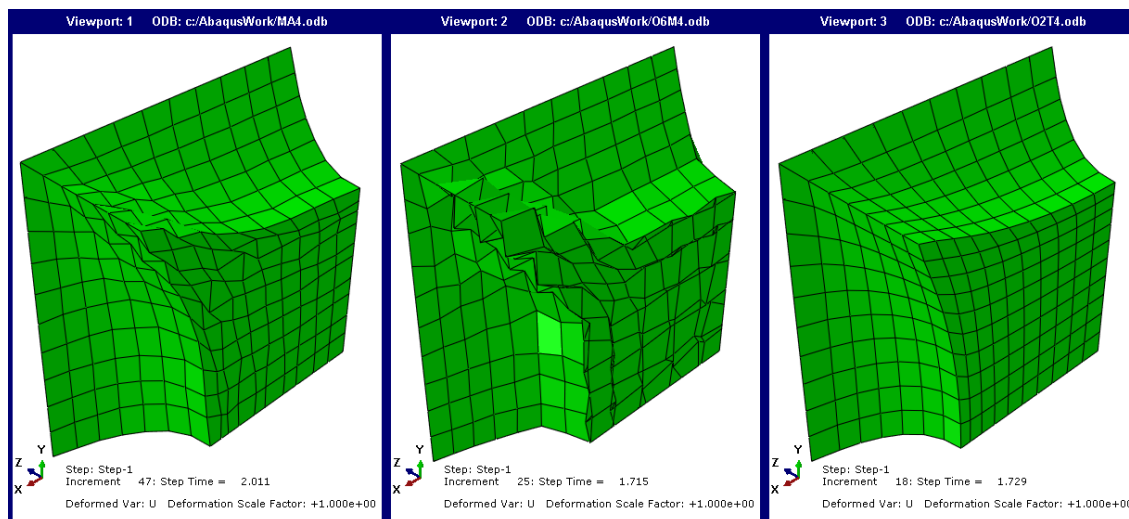 Viewport: 1 ODB: c:/AbaqusWork/MA4.odb
Y
Z
X
Step: Step-1
Increment 47: Step Time = 2.011
Deformed Var: U Deformation Scale Factor: +1.000e+00
Viewport: 2 ODB: c:/AbaqusWork/O6M4.odb
Y
Z
X
Step: Step-1
Increment 25: Step Time = 1.715
Deformed Var: U Deformation Scale Factor: +1.000e+00
Viewport: 3 ODB: c:/AbaqusWork/O2T4.odb
Y
Z
X
Step: Step-1
Increment 18: Step Time = 1.729
Deformed Var: U Deformation Scale Factor: +1.000e+00